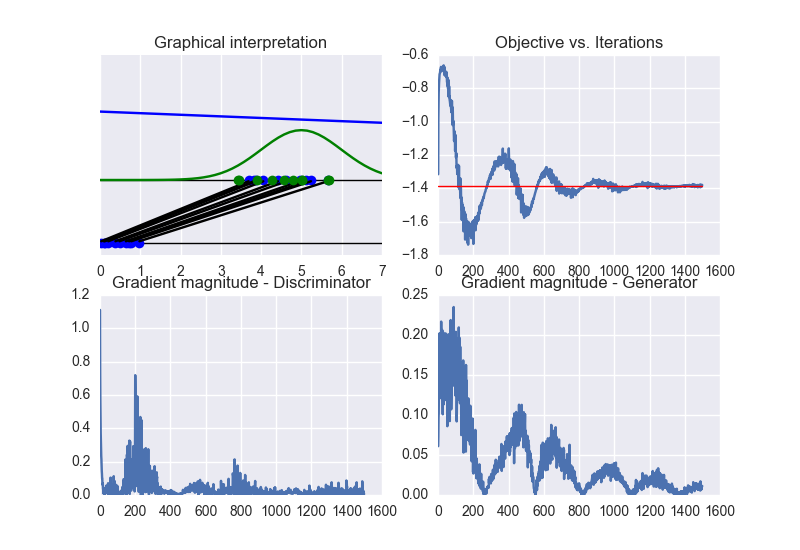 Graphical interpretation
0 1 2 3 4 5 6 7
Objective vs. Iterations
−0.6
−0.8
−1.0
−1.2
−1.4
−1.6
−1.8
0 200 400 600 800 1000 1200 1400 1600
Gradient magnitude - Discriminator
1.2
1.0
0.8
0.6
0.4
0.2
0.0
0 200 400 600 800 1000 1200 1400 1600
Gradient magnitude - Generator
0.25
0.20
0.15
0.10
0.05
0.00
0 200 400 600 800 1000 1200 1400 1600